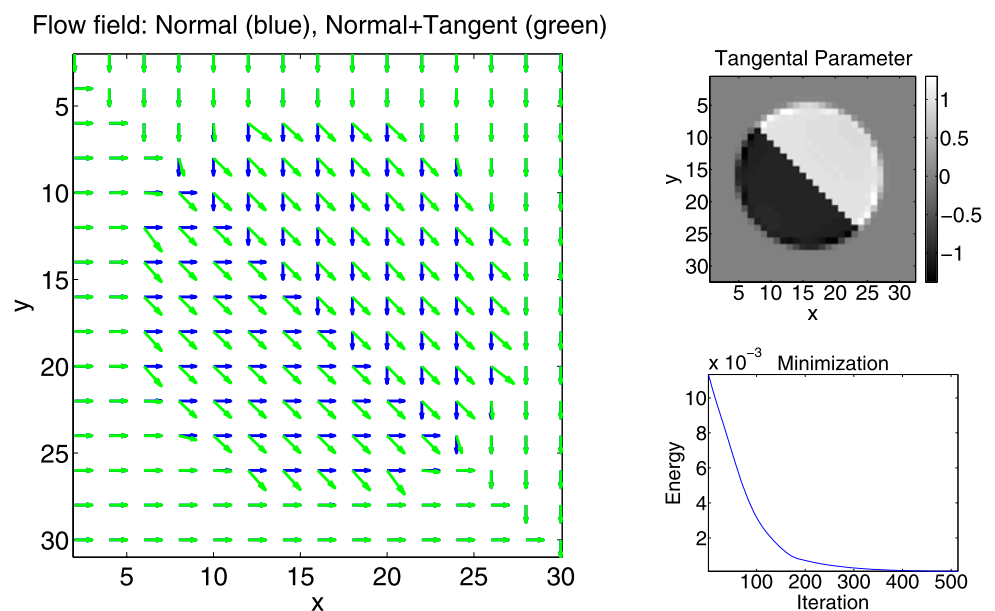 Flow field: Normal (blue), Normal+Tangent (green)
5
10
15
20
25
30
y
5 10 15 20 25 30
x
Tangental Parameter
5
10
15
20
25
30
y
5 10 15 20 25 30
x
1
0.5
0
−0.5
−1
x 10⁻³ Minimization
10
8
6
4
2
Energy
100 200 300 400 500
Iteration